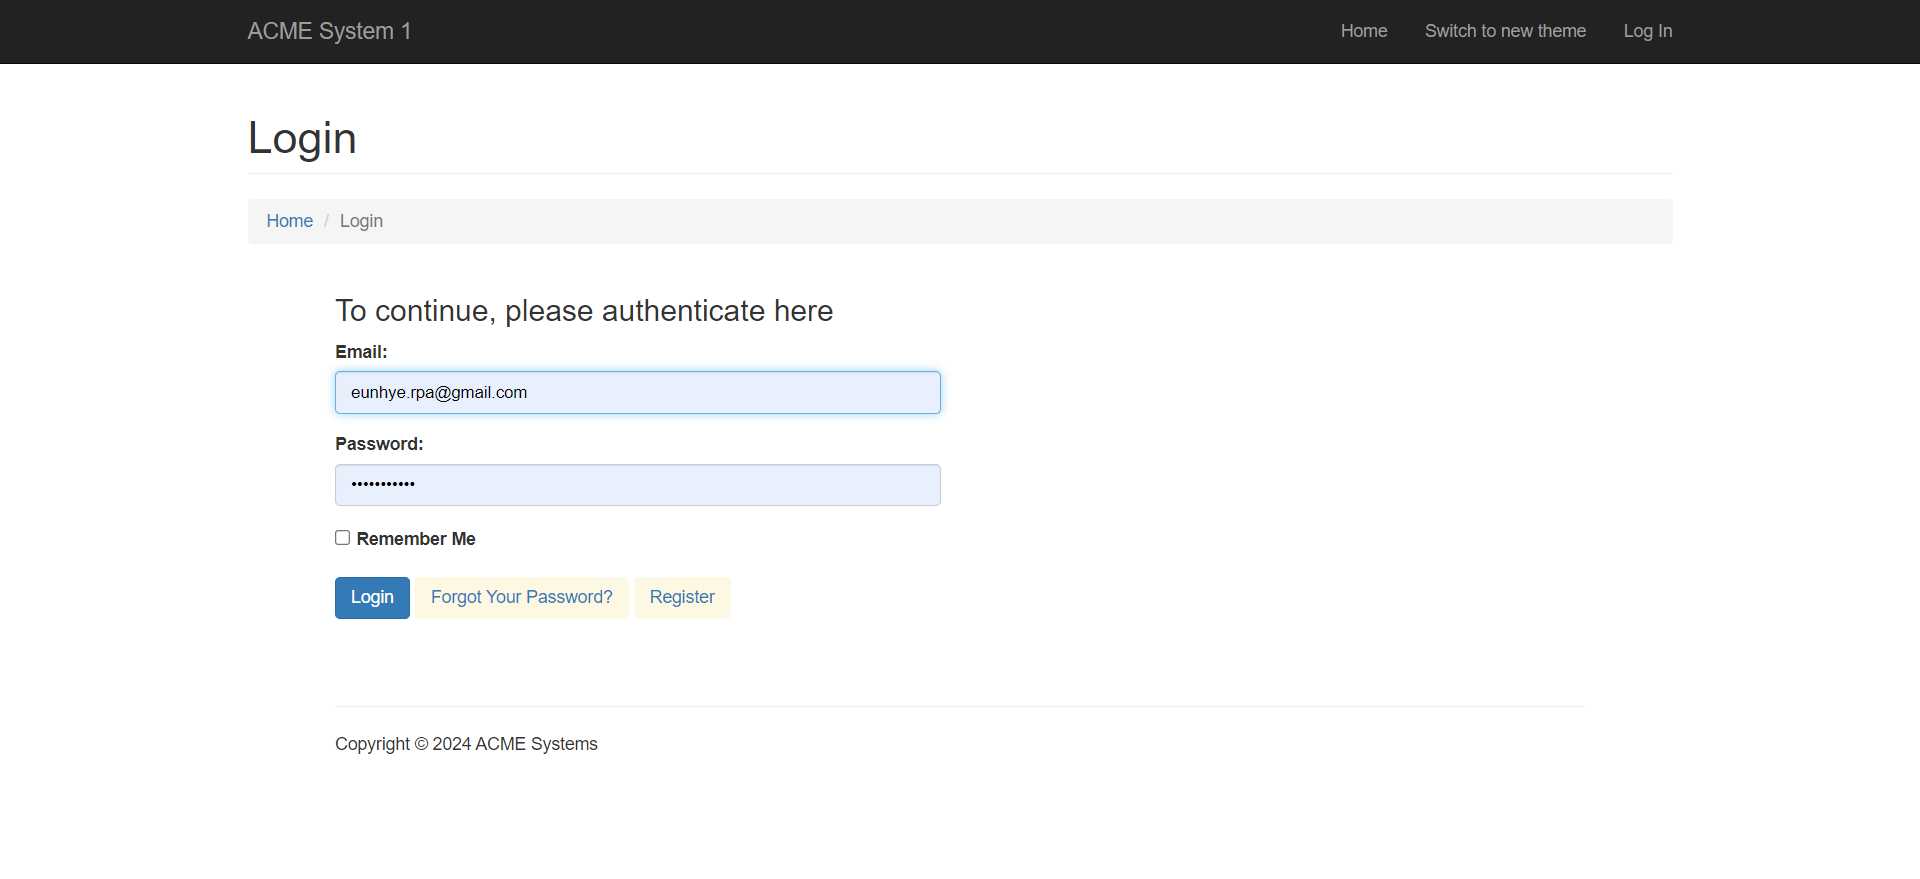 ACME System 1 Home Switch to new theme Log In
Login
Home / Login
To continue, please authenticate here
Email:
eunhye.rpa@gmail.com
Password:
•••••••••••
Remember Me
Login Forgot Your Password? Register
Copyright © 2024 ACME Systems